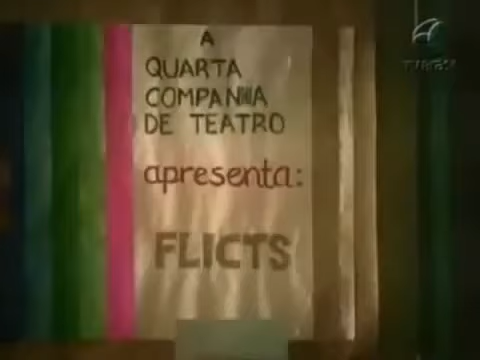 A
QUARTA
COMPANHIA
DE TEATRO
apresenta:
FLICTS